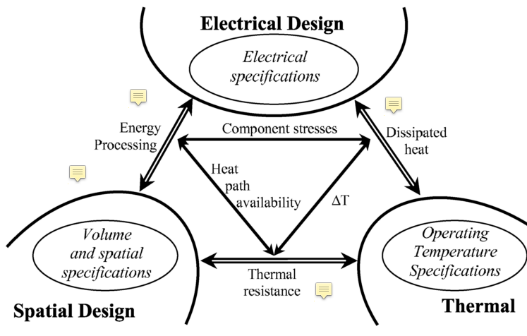 Electrical Design
Electrical
specifications
Energy
Processing
Component stresses
Dissipated
heat
Heat
path
availability
ΔT
Volume
and spatial
specifications
Operating
Temperature
Specifications
Thermal
resistance
Spatial Design
Thermal